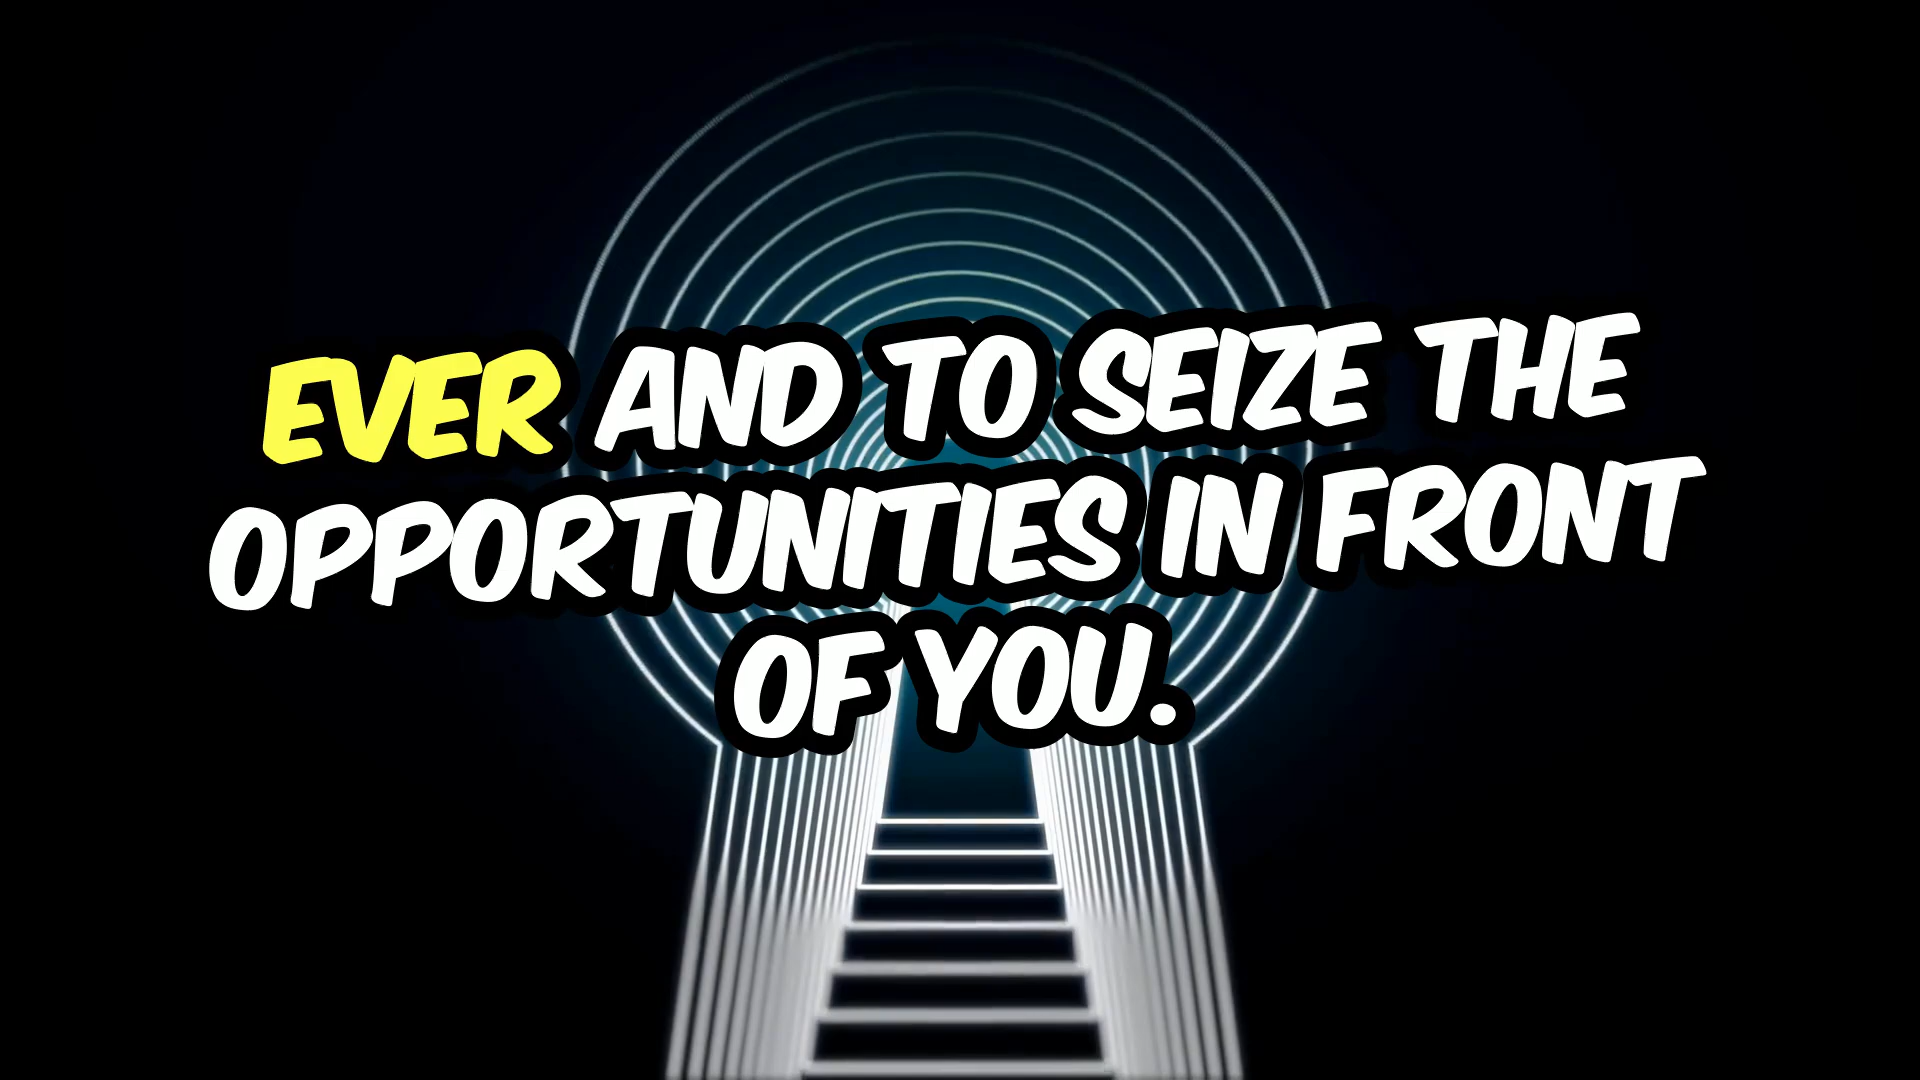 EVER AND TO SEIZE THE
OPPORTUNITIES IN FRONT
OF YOU.